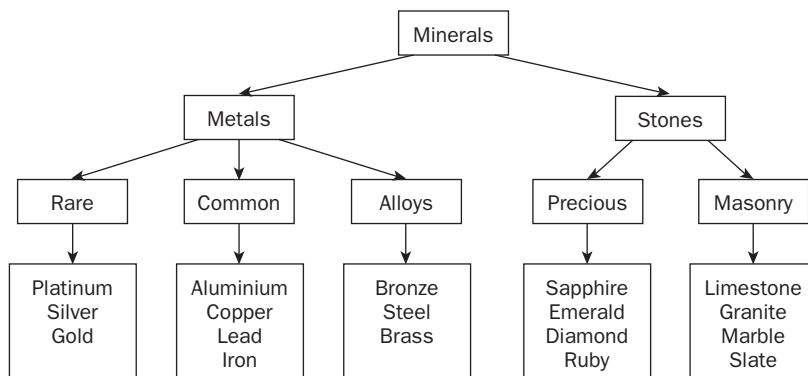 Minerals
Metals
Stones
Rare
Common
Alloys
Precious
Masonry
Platinum
Silver
Gold
Aluminium
Copper
Lead
Iron
Bronze
Steel
Brass
Sapphire
Emerald
Diamond
Ruby
Limestone
Granite
Marble
Slate